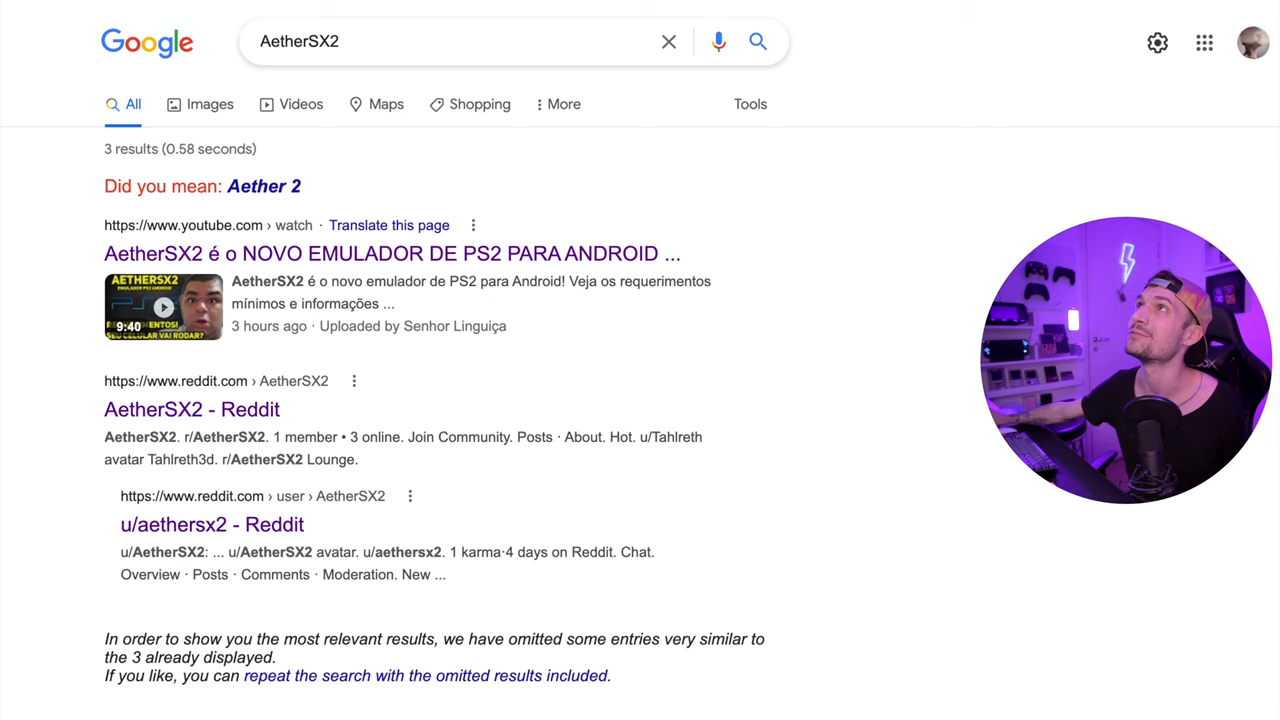 Google
AetherSX2
All
Images
Videos
Maps
Shopping
More
Tools
3 results (0.58 seconds)
Did you mean: Aether 2
https://www.youtube.com › watch · Translate this page
AetherSX2 é o NOVO EMULADOR DE PS2 PARA ANDROID ...
AETHERSX2
EMULADOR PS2 ANDROID
9:40
SEU CELULAR VAI RODAR?
AetherSX2 é o novo emulador de PS2 para Android! Veja os requerimentos
mínimos e informações ...
3 hours ago · Uploaded by Senhor Linguiça
https://www.reddit.com › AetherSX2
AetherSX2 - Reddit
AetherSX2. r/AetherSX2. 1 member • 3 online. Join Community. Posts · About. Hot. u/Tahlreth
avatar Tahlreth3d. r/AetherSX2 Lounge.
https://www.reddit.com › user › AetherSX2
u/aethersx2 - Reddit
u/AetherSX2: ... u/AetherSX2 avatar. u/aethersx2. 1 karma·4 days on Reddit. Chat.
Overview · Posts · Comments · Moderation. New ...
In order to show you the most relevant results, we have omitted some entries very similar to
the 3 already displayed.
If you like, you can repeat the search with the omitted results included.